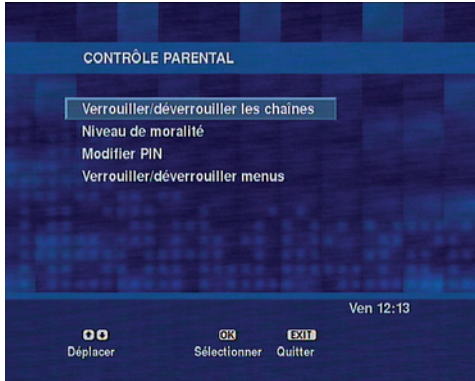 CONTRÔLE PARENTAL
Verrouiller/déverrouiller les chaînes
Niveau de moralité
Modifier PIN
Verrouiller/déverrouiller menus
Ven 12:13
OK EXIT
Déplacer Sélectionner Quitter